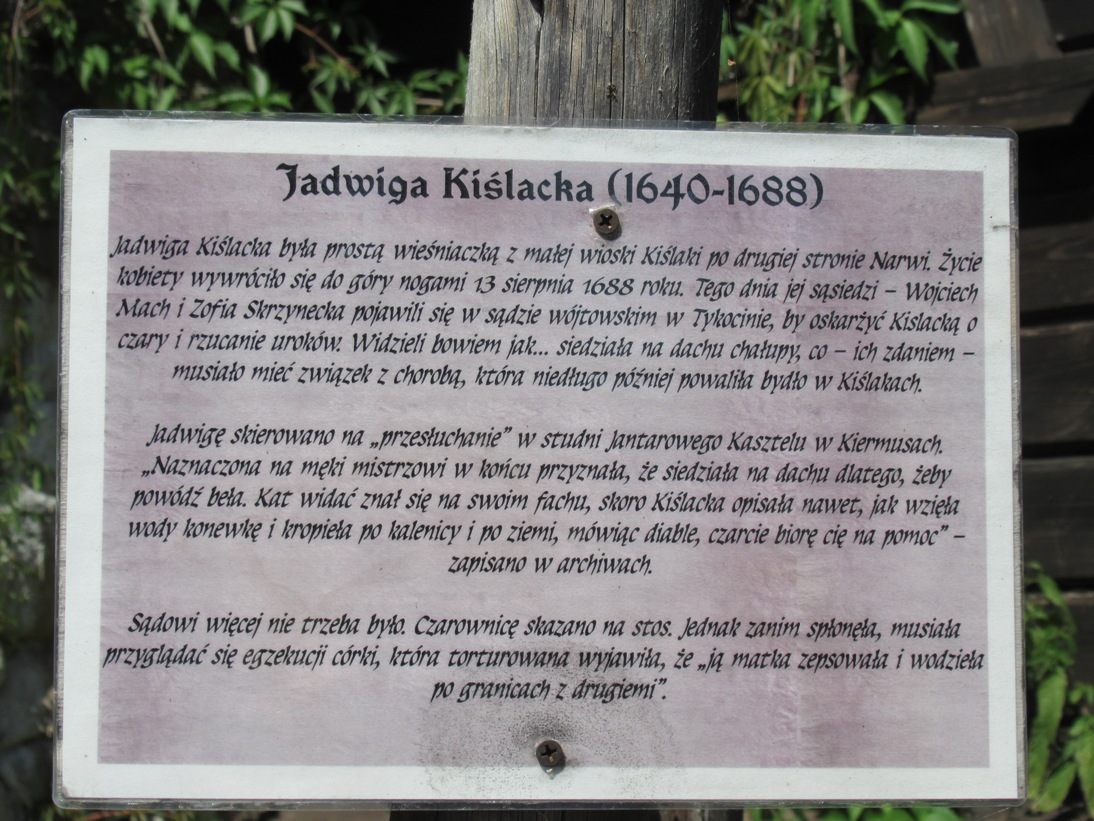 Jadwiga Kiślacka (1640-1688)
Jadwiga Kiślacka była prostą wieśniaczką z małej wioski Kiślaki po drugiej stronie Narwi. Życie
kobiety wywróciło się do góry nogami 13 sierpnia 1688 roku. Tego dnia jej sąsiedzi – Wojciech
Mach i Zofia Skrzynecka pojawili się w sądzie wójtowskim w Tykocinie, by oskarżyć Kiślacką o
czary i rzucanie uroków. Widzieli bowiem jak... siedziała na dachu chałupy, co – ich zdaniem –
musiało mieć związek z chorobą, która niedługo później powaliła bydło w Kiślakach.
Jadwigę skierowano na „przesłuchanie” w studni Jantarowego Kasztelu w Kiermusach.
„Naznaczona na męki mistrzowi w końcu przyznała, że siedziała na dachu dlatego, żeby
powódź beła. Kat widać znał się na swoim fachu, skoro Kiślacka opisała nawet, jak wzięła
wody konewkę i kropieła po kalenicy i po ziemi, mówiąc diable, czarcie biorę cię na pomoc” –
zapisano w archiwach.
Sądowi więcej nie trzeba było. Czarownicę skazano na stos. Jednak zanim spłonęła, musiała
przyglądać się egzekucji córki, która torturowana wyjawiła, że „ją matka zepsowała i wodzieła
po granicach z drugiemi”.